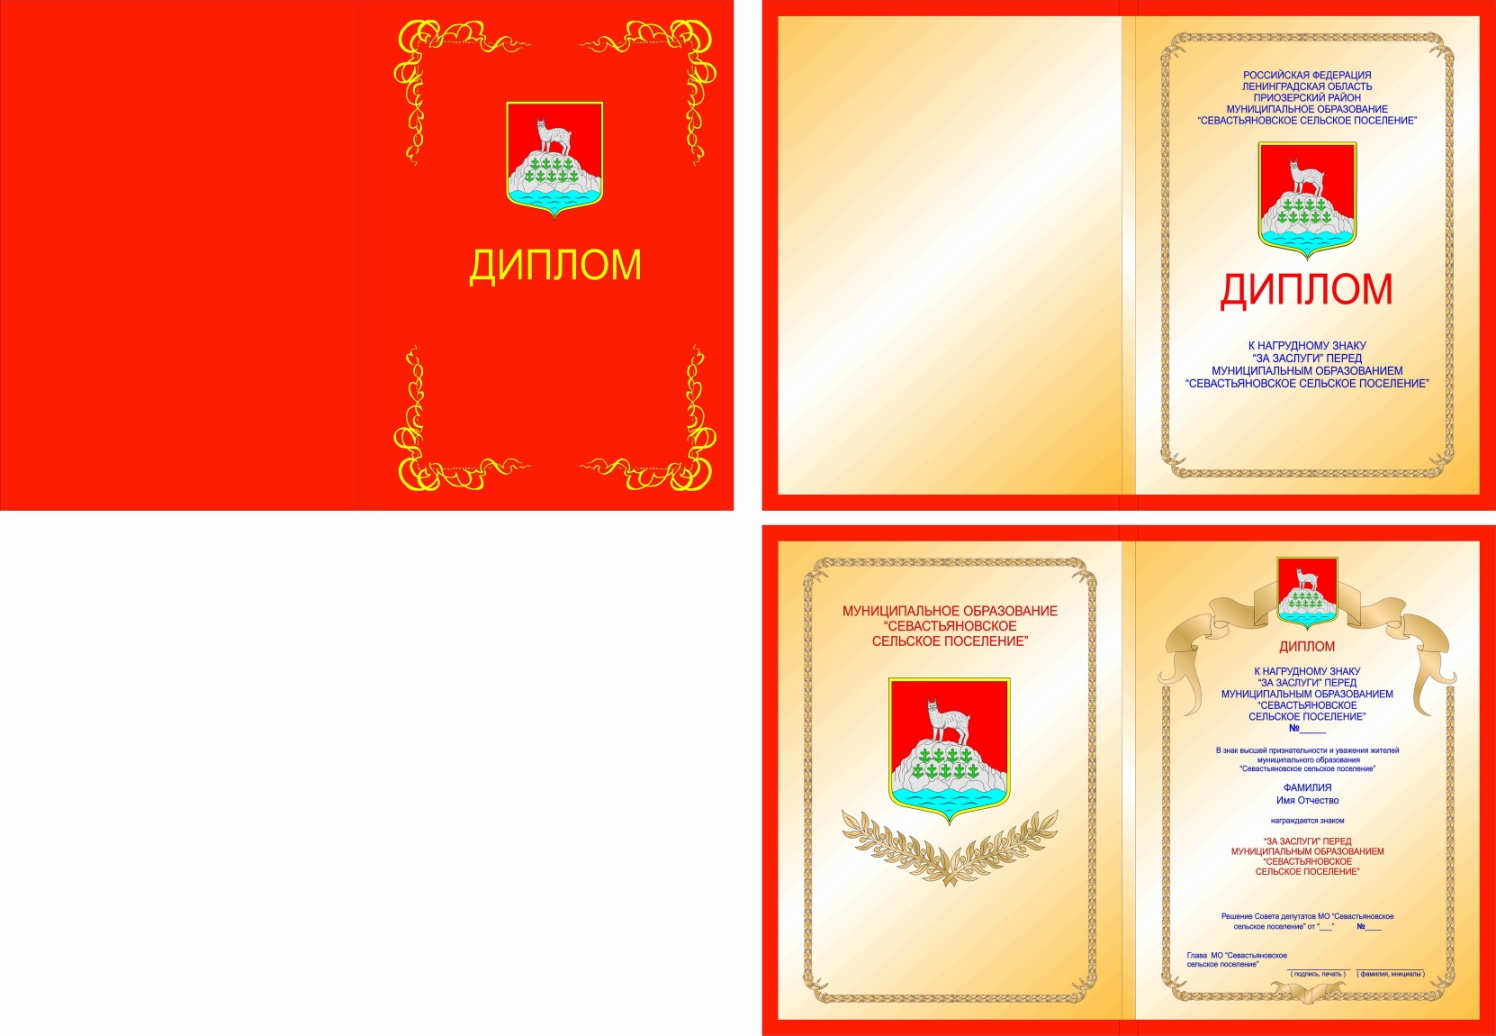 ДИПЛОМ
РОССИЙСКАЯ ФЕДЕРАЦИЯ
ЛЕНИНГРАДСКАЯ ОБЛАСТЬ
ПРИОЗЕРСКИЙ РАЙОН
МУНИЦИПАЛЬНОЕ ОБРАЗОВАНИЕ
"СЕВАСТЬЯНОВСКОЕ СЕЛЬСКОЕ ПОСЕЛЕНИЕ"
ДИПЛОМ
К НАГРУДНОМУ ЗНАКУ
"ЗА ЗАСЛУГИ" ПЕРЕД
МУНИЦИПАЛЬНЫМ ОБРАЗОВАНИЕМ
"СЕВАСТЬЯНОВСКОЕ СЕЛЬСКОЕ ПОСЕЛЕНИЕ"
МУНИЦИПАЛЬНОЕ ОБРАЗОВАНИЕ
"СЕВАСТЬЯНОВСКОЕ
СЕЛЬСКОЕ ПОСЕЛЕНИЕ"
ДИПЛОМ
К НАГРУДНОМУ ЗНАКУ
"ЗА ЗАСЛУГИ" ПЕРЕД
МУНИЦИПАЛЬНЫМ ОБРАЗОВАНИЕМ
"СЕВАСТЬЯНОВСКОЕ
СЕЛЬСКОЕ ПОСЕЛЕНИЕ"
№_____
В знак высшей признательности и уважения жителей
муниципального образования
"Севастьяновское сельское поселение"
ФАМИЛИЯ
Имя Отчество
награждается знаком
"ЗА ЗАСЛУГИ" ПЕРЕД
МУНИЦИПАЛЬНЫМ ОБРАЗОВАНИЕМ
"СЕВАСТЬЯНОВСКОЕ
СЕЛЬСКОЕ ПОСЕЛЕНИЕ"
Решение Совета депутатов МО "Севастьяновское
сельское поселение" от "___" №____
Глава МО "Севастьяновское
сельское поселение" ________________ ________________
( подпись, печать ) ( фамилия, инициалы )